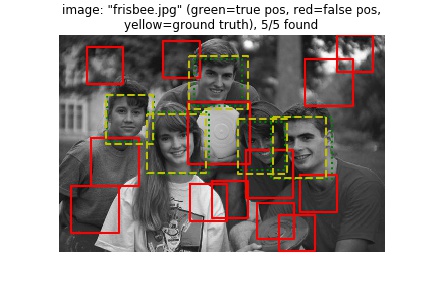 image: "frisbee.jpg" (green=true pos, red=false pos,
yellow=ground truth), 5/5 found